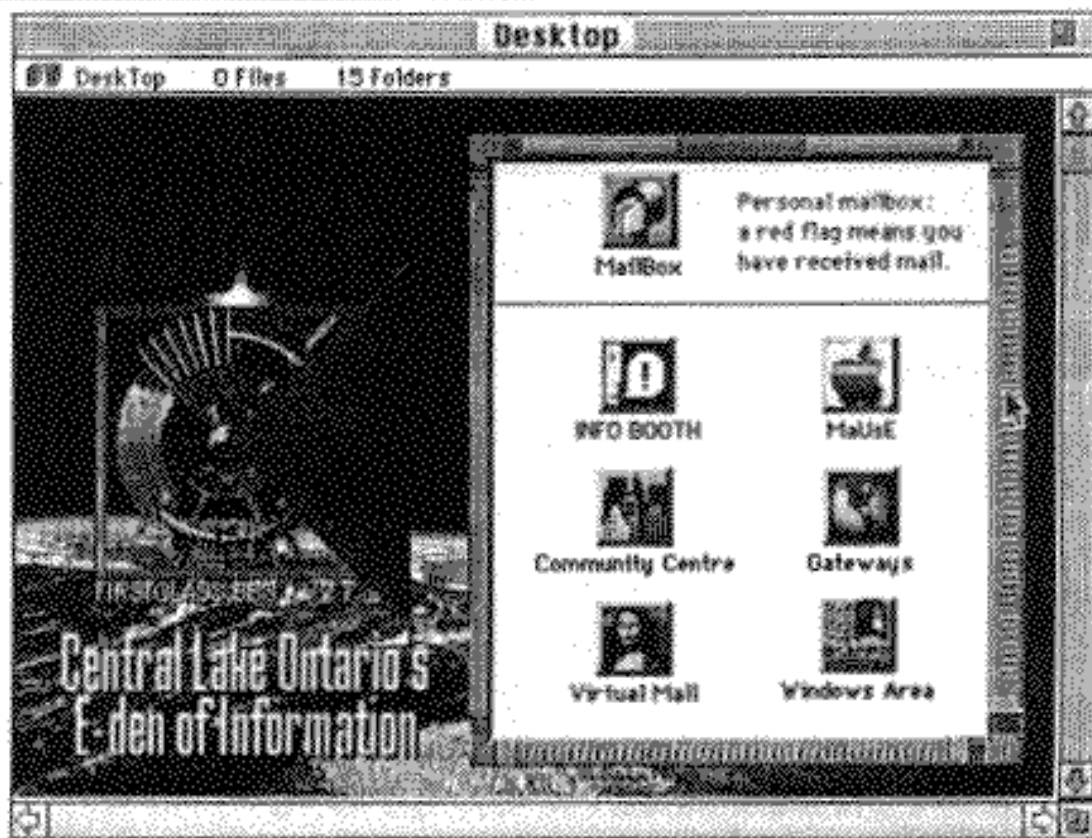 Desktop
DeskTop 0 Files 15 Folders
Personal mailbox:
a red flag means you
have received mail.
MailBox
INFO BOOTH
MaUsE
Community Centre
Gateways
Virtual Mall
Windows Area
FIRSTCLASS
Central Lake Ontario's
E-den of Information